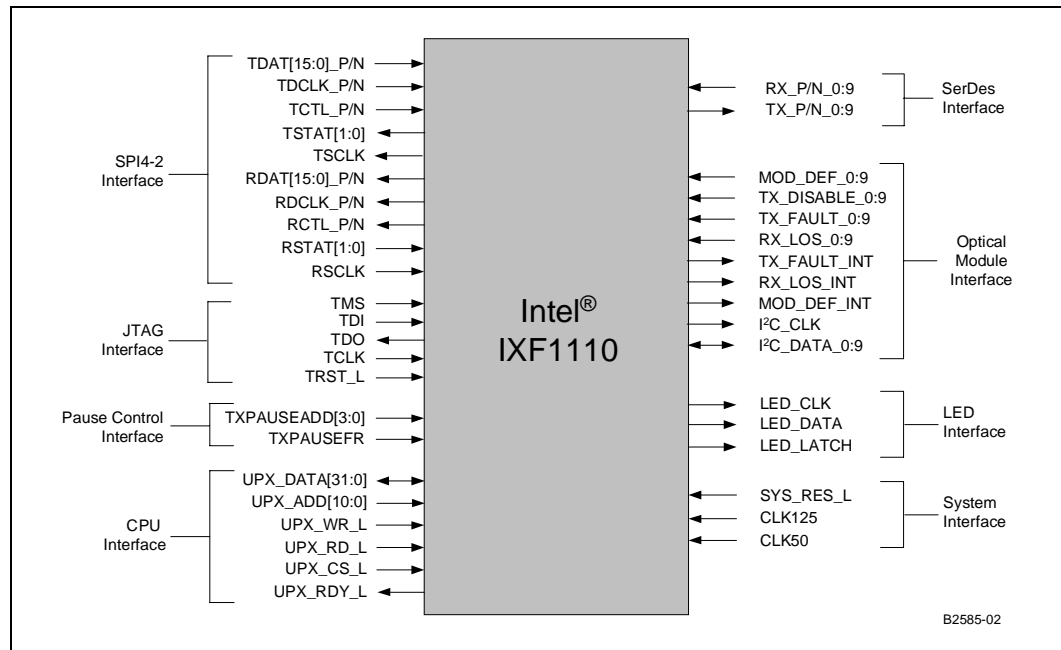 TDAT[15:0]_P/N
TDCLK_P/N
TCTL_P/N
TSTAT[1:0]
TSCLK
RDAT[15:0]_P/N
RDCLK_P/N
RCTL_P/N
RSTAT[1:0]
RSCLK
SPI4-2
Interface
TMS
TDI
TDO
TCLK
TRST_L
JTAG
Interface
TXPAUSEADD[3:0]
TXPAUSEFR
Pause Control
Interface
UPX_DATA[31:0]
UPX_ADD[10:0]
UPX_WR_L
UPX_RD_L
UPX_CS_L
UPX_RDY_L
CPU
Interface
Intel®
IXF1110
RX_P/N_0:9
TX_P/N_0:9
SerDes
Interface
MOD_DEF_0:9
TX_DISABLE_0:9
TX_FAULT_0:9
RX_LOS_0:9
TX_FAULT_INT
RX_LOS_INT
MOD_DEF_INT
I²C_CLK
I²C_DATA_0:9
Optical
Module
Interface
LED_CLK
LED_DATA
LED_LATCH
LED
Interface
SYS_RES_L
CLK125
CLK50
System
Interface
B2585-02